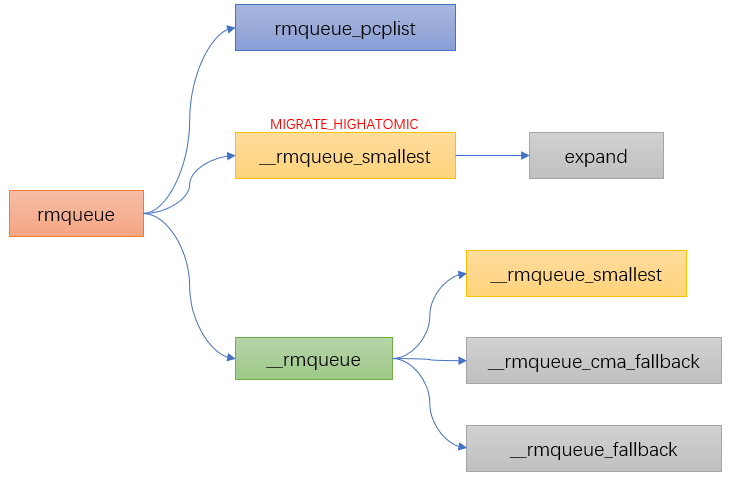 rmqueue_pcplist
MIGRATE_HIGHATOMIC
__rmqueue_smallest
expand
rmqueue
__rmqueue_smallest
__rmqueue
__rmqueue_cma_fallback
__rmqueue_fallback